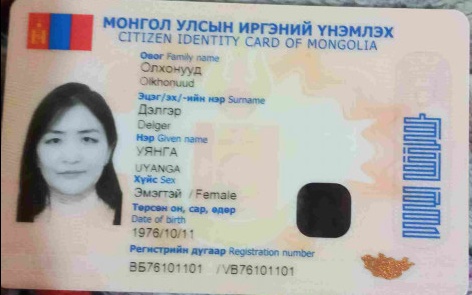 МОНГОЛ УЛСЫН ИРГЭНИЙ ҮНЭМЛЭХ
CITIZEN IDENTITY CARD OF MONGOLIA
Овог Family name
Олхонууд
Olkhonuud
Эцэг/эх/-ийн нэр Surname
Дэлгэр
Delger
Нэр Given name
УЯНГА
UYANGA
Хүйс Sex
Эмэгтэй / Female
Төрсөн он, сар, өдөр
Date of birth
1976/10/11
Регистрийн дугаар Registration number
ВБ76101101 /VB76101101